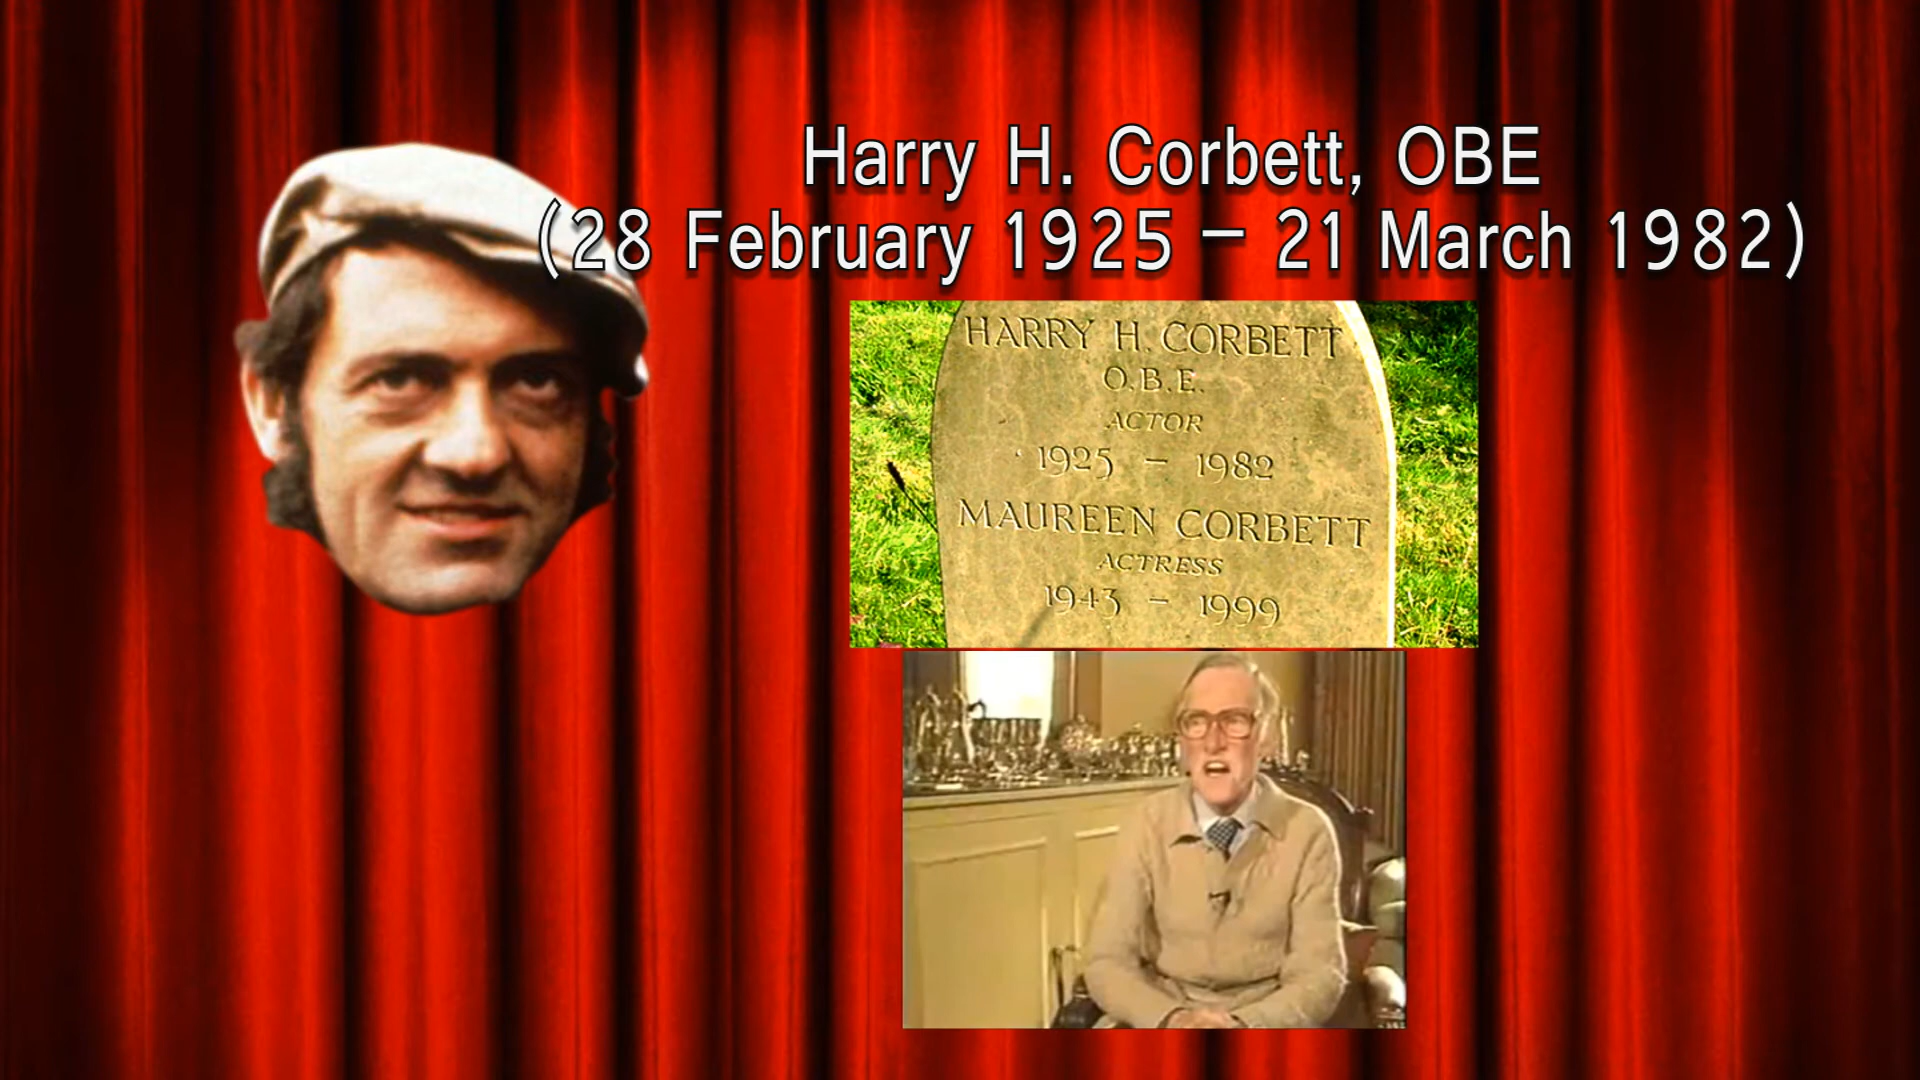 Harry H. Corbett, OBE
(28 February 1925 – 21 March 1982)
HARRY H. CORBETT
O.B.E.
ACTOR
1925 – 1982
MAUREEN CORBETT
ACTRESS
1943 – 1999